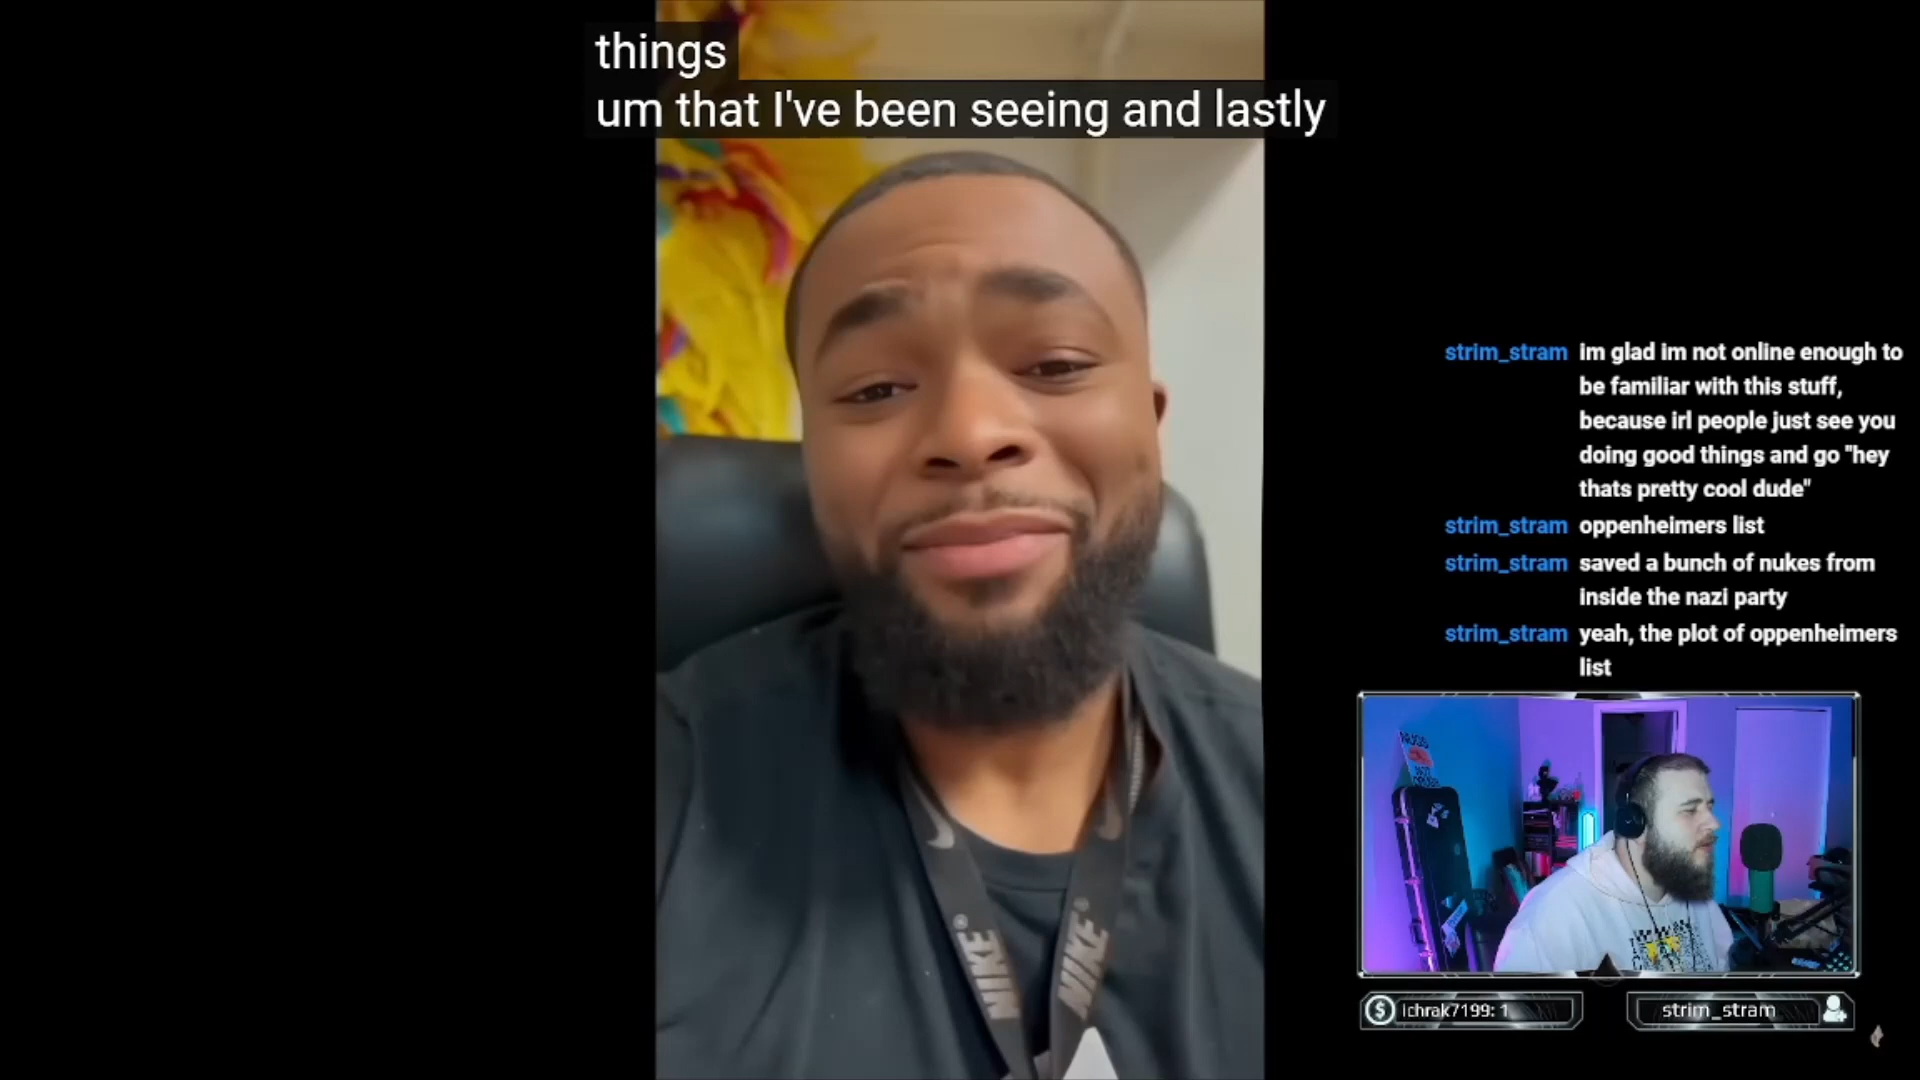 things
um that I've been seeing and lastly
strim_stram im glad im not online enough to
be familiar with this stuff,
because irl people just see you
doing good things and go "hey
thats pretty cool dude"
strim_stram oppenheimers list
strim_stram saved a bunch of nukes from
inside the nazi party
strim_stram yeah, the plot of oppenheimers
list
NIKE
NIKE
$ lchrak7199: 1
strim_stram